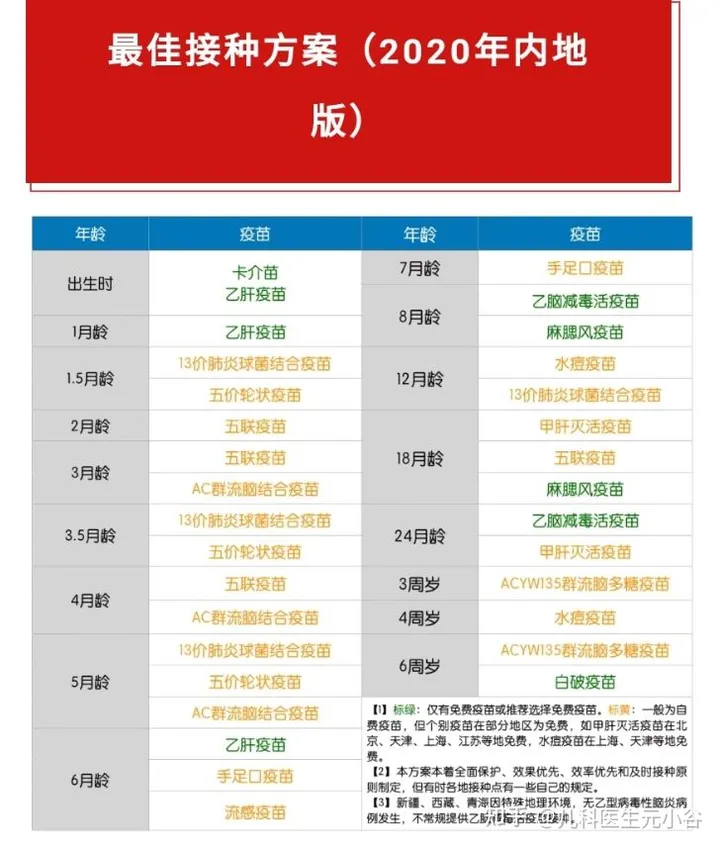 最佳接种方案（2020年内地
版）
年龄 疫苗
出生时
卡介苗
乙肝疫苗
1月龄 乙肝疫苗
1.5月龄
13价肺炎球菌结合疫苗
五价轮状疫苗
2月龄 五联疫苗
3月龄
五联疫苗
AC群流脑结合疫苗
3.5月龄
13价肺炎球菌结合疫苗
五价轮状疫苗
4月龄
五联疫苗
AC群流脑结合疫苗
5月龄
13价肺炎球菌结合疫苗
五价轮状疫苗
AC群流脑结合疫苗
6月龄
乙肝疫苗
手足口疫苗
流感疫苗
年龄 疫苗
7月龄 手足口疫苗
8月龄
乙脑减毒活疫苗
麻腮风疫苗
12月龄
水痘疫苗
13价肺炎球菌结合疫苗
18月龄
甲肝灭活疫苗
五联疫苗
麻腮风疫苗
24月龄
乙脑减毒活疫苗
甲肝灭活疫苗
3周岁 ACYW135群流脑多糖疫苗
4周岁 水痘疫苗
6周岁
ACYW135群流脑多糖疫苗
白破疫苗
【1】标绿：仅有免费疫苗或推荐选择免费疫苗。标黄：一般为自
费疫苗，但个别疫苗在部分地区为免费，如甲肝灭活疫苗在北
京、天津、上海、江苏等地免费，水痘疫苗在上海、天津等地免
费。
【2】本方案本着全面保护、效果优先、效率优先和及时接种原
则制定，但有时各地接种点有一些自己的规定。
【3】新疆、西藏、青海因特殊地理环境，无乙型病毒性脑炎病
例发生，不常规提供乙脑减毒活疫苗接种。
知乎 @儿科医生元小谷